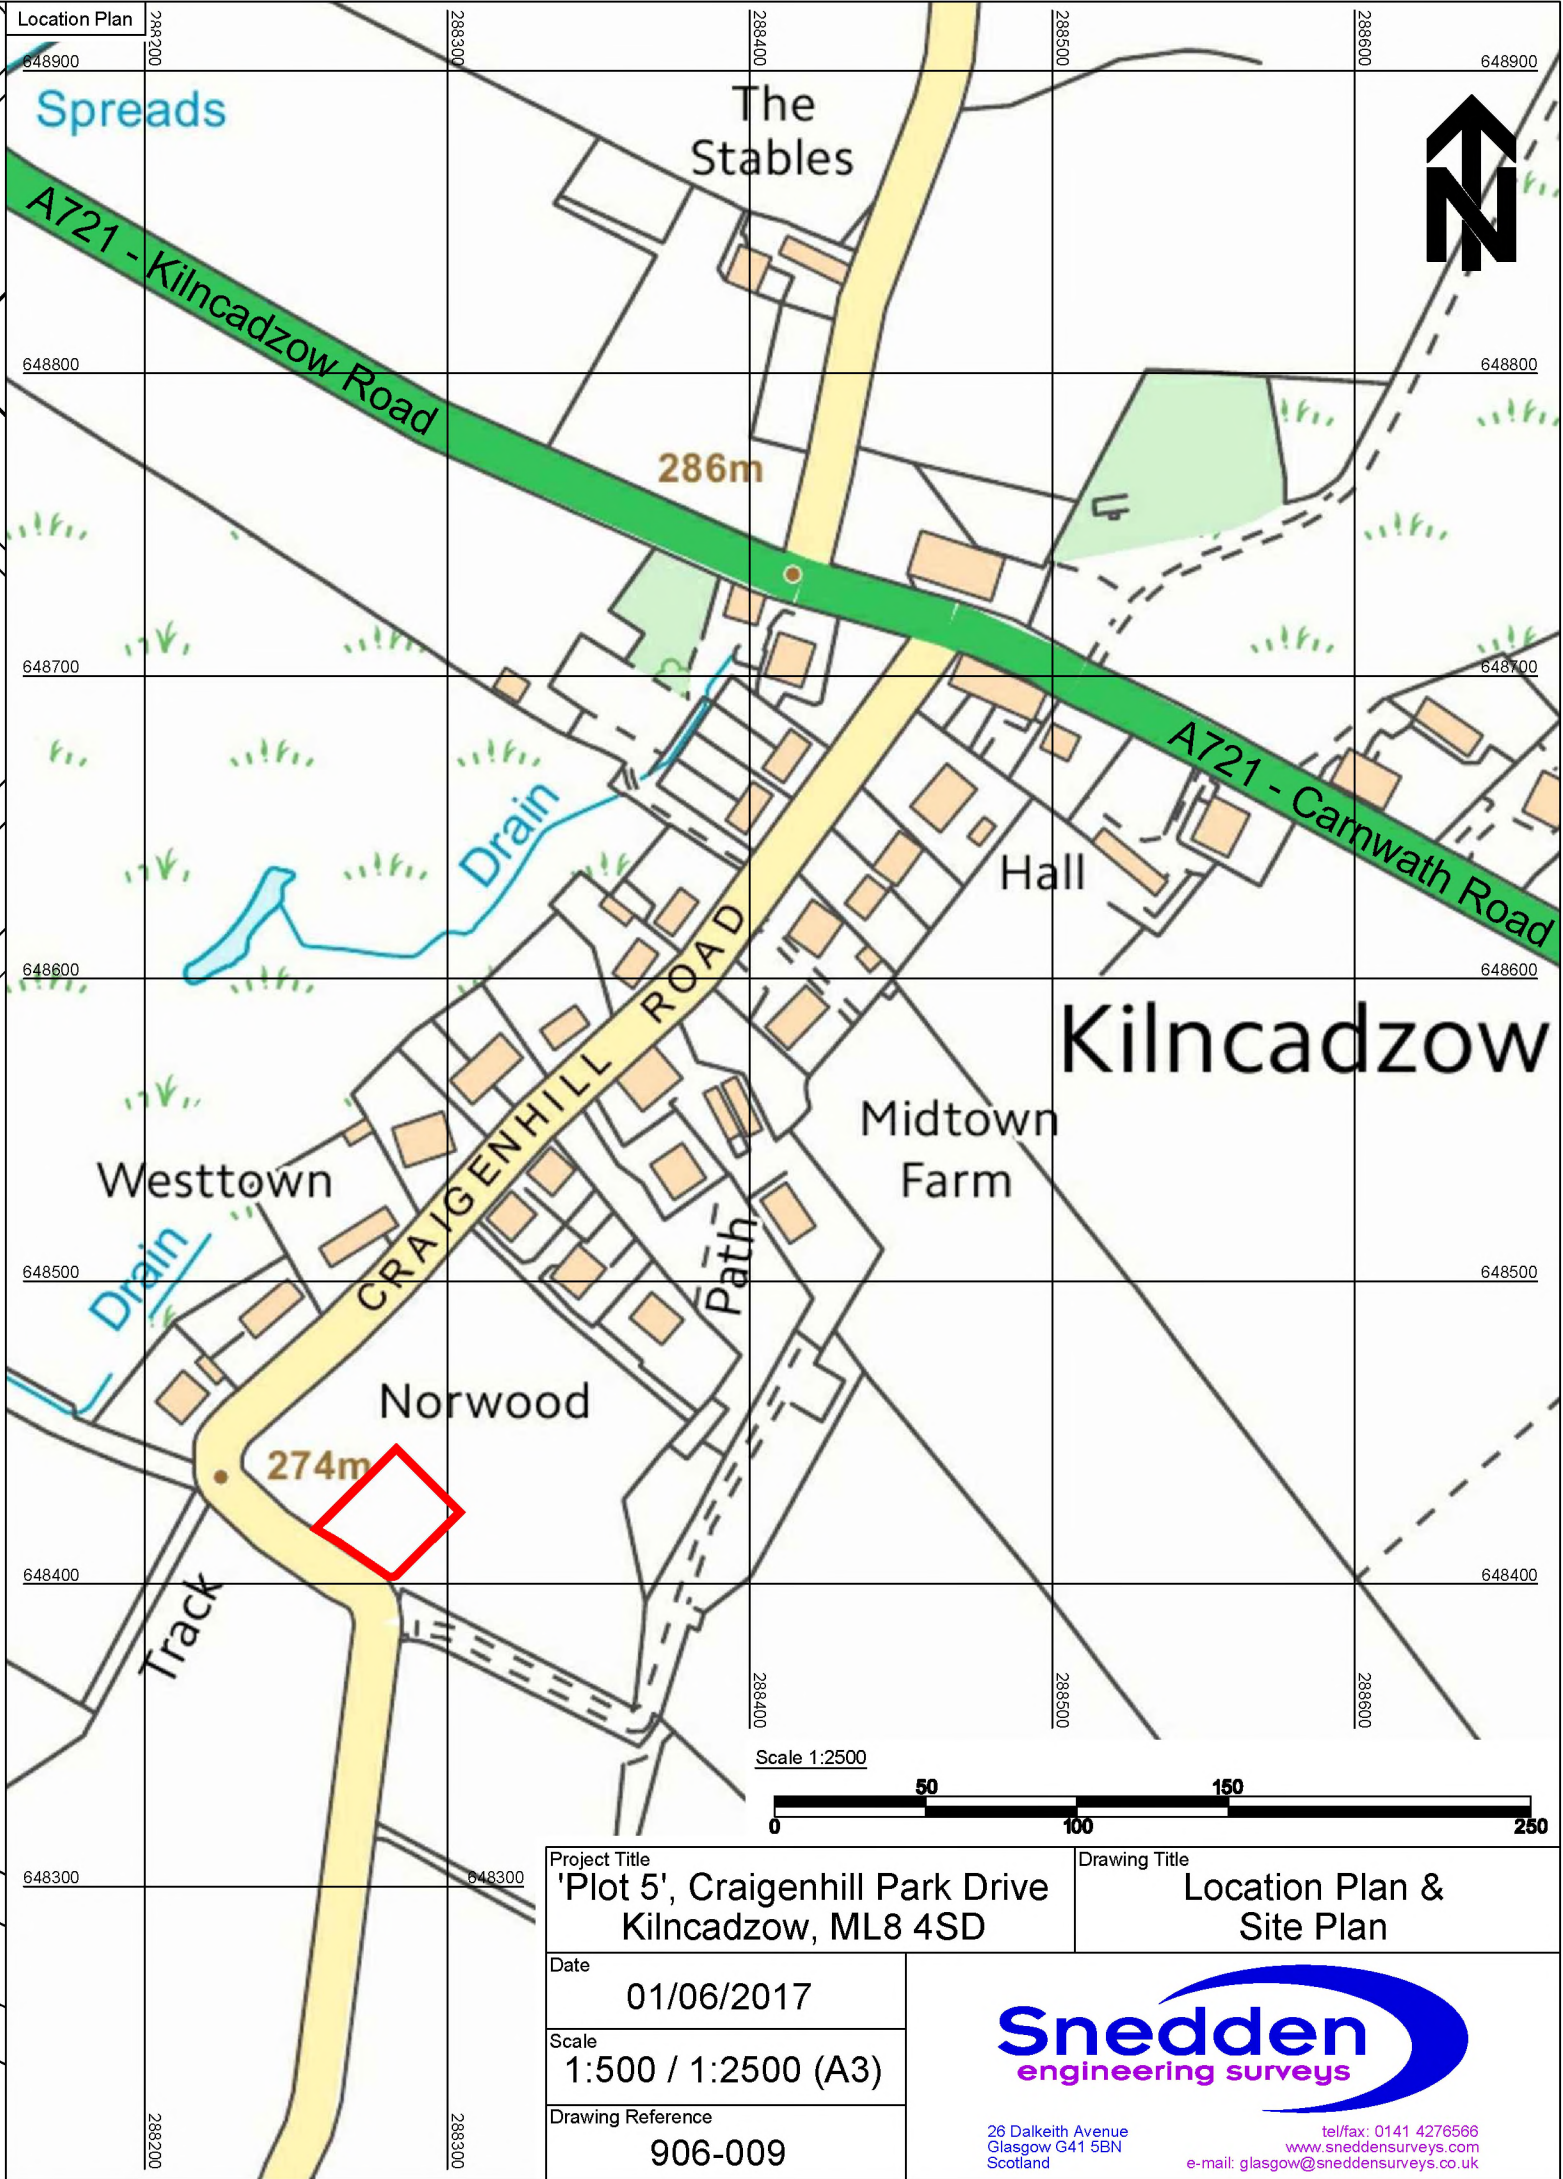 Location Plan
288200
288300
288400
288500
288600
648900
648900
Spreads
The
Stables
N
A721 - Kilncadzow Road
648800
648800
286m
648700
648700
A721 - Carnwath Road
Drain
Hall
648600
648600
CRAIGENHILL ROAD
Kilncadzow
Midtown
Farm
Westtown
Drain
Path
648500
648500
Norwood
274m
648400
648400
Track
288400
288500
288600
Scale 1:2500
50
150
0
100
250
648300
648300
288200
288300
Project Title
'Plot 5', Craigenhill Park Drive
Kilncadzow, ML8 4SD
Drawing Title
Location Plan &
Site Plan
Date
01/06/2017
Scale
1:500 / 1:2500 (A3)
Drawing Reference
906-009
Snedden
engineering surveys
26 Dalkeith Avenue
Glasgow G41 5BN
Scotland
tel/fax: 0141 4276566
www.sneddensurveys.com
e-mail: glasgow@sneddensurveys.co.uk